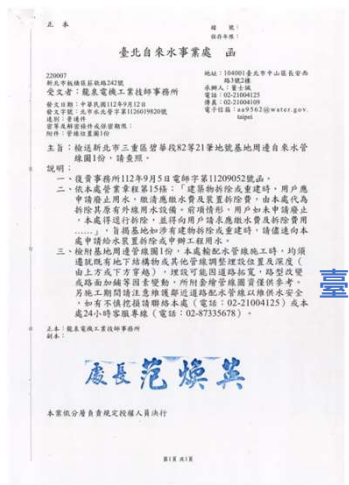 正 本
檔　號：
保存年限：
臺北自來水事業處 函
220007
新北市板橋區莊敬路242號
受文者：龍泉電機工業技師事務所
地址：104001臺北市中山區長安西路3號2樓
承辦人：董士誠
電話：02-21004125
傳真：02-21004109
電子信箱：aa9562@water.gov.taipei
發文日期：中華民國112年9月12日
發文字號：北市水北營字第1126019820號
速別：普通件
密等及解密條件或保密期限：
附件：管線位置圖1份
主旨：檢送新北市三重區皆華段82等21筆地號基地周邊自來水管
線圖1份，請查照。
說明：
一、復貴事務所112年9月5日電師字第11209052號函。
二、依本處營業章程第15條：「建築物拆除或重建時，用戶應
申請廢止用水，繳清應繳水費及裝置拆除費，由本處代為
拆除其原有外線用水設備。前項情形，用戶如未申請廢止
，本處得逕行拆除，並得向用戶請求應繳水費及拆除費用
……」，旨揭基地如涉有建物拆除或重建時，請儘速向本
處申請給水裝置拆除或申辦工程用水。
三、檢附基地周邊管線圖1份，本處輸配水管線施工時，均須
遷就既有地下結構物或其他管線調整埋設位置及深度（
由上方或下方穿越），埋設可能因道路拓寬，路型改變
或路面加鋪等因素變動，所附套繪管線圖資僅供參考。
另施工期間請注意維護鄰近道路配水管線以維供水安全
，如有不慎挖損請聯絡本處（電話：02-21004125）或本
處24小時客服專線（電話：02-87335678）。
正本：龍泉電機工業技師事務所
副本：
處長 范煥英
本案依分層負責規定授權人員決行
第1頁 共1頁
臺